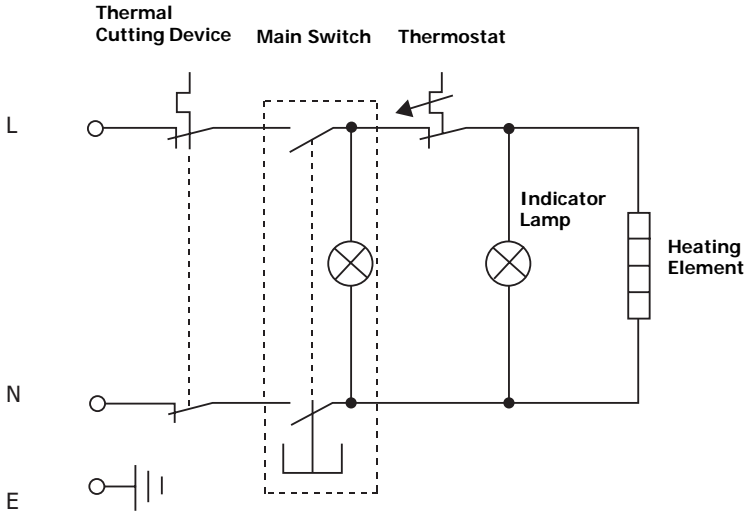 Thermal
Cutting Device
Main Switch
Thermostat
L
Indicator
Lamp
Heating
Element
N
E